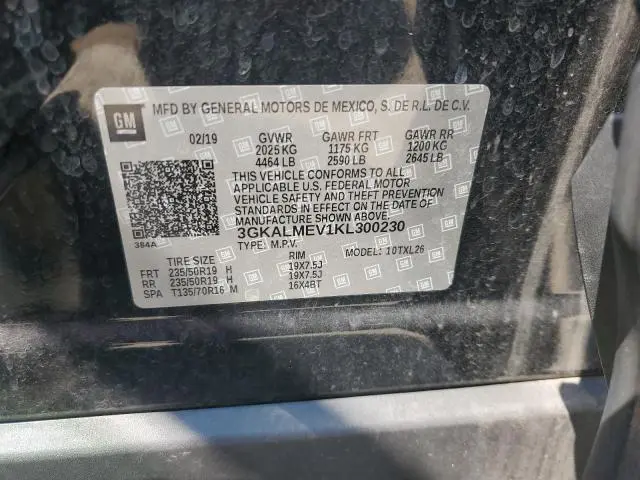 GM
MFD BY GENERAL MOTORS DE MEXICO, S. DE R.L. DE C.V.
02/19 GVWR GAWR FRT GAWR RR
2025 KG 1175 KG 1200 KG
4464 LB 2590 LB 2645 LB
THIS VEHICLE CONFORMS TO ALL
APPLICABLE U.S. FEDERAL MOTOR
VEHICLE SAFETY AND THEFT PREVENTION
STANDARDS IN EFFECT ON THE DATE OF
MANUFACTURE SHOWN ABOVE.
384A 3GKALMEV1KL300230
TYPE: M.P.V. MODEL: 10TXL26
TIRE SIZE RIM
FRT 235/50R19 H 19X7.5J
RR 235/50R19 H 19X7.5J
SPA T135/70R16 M 16X4BT